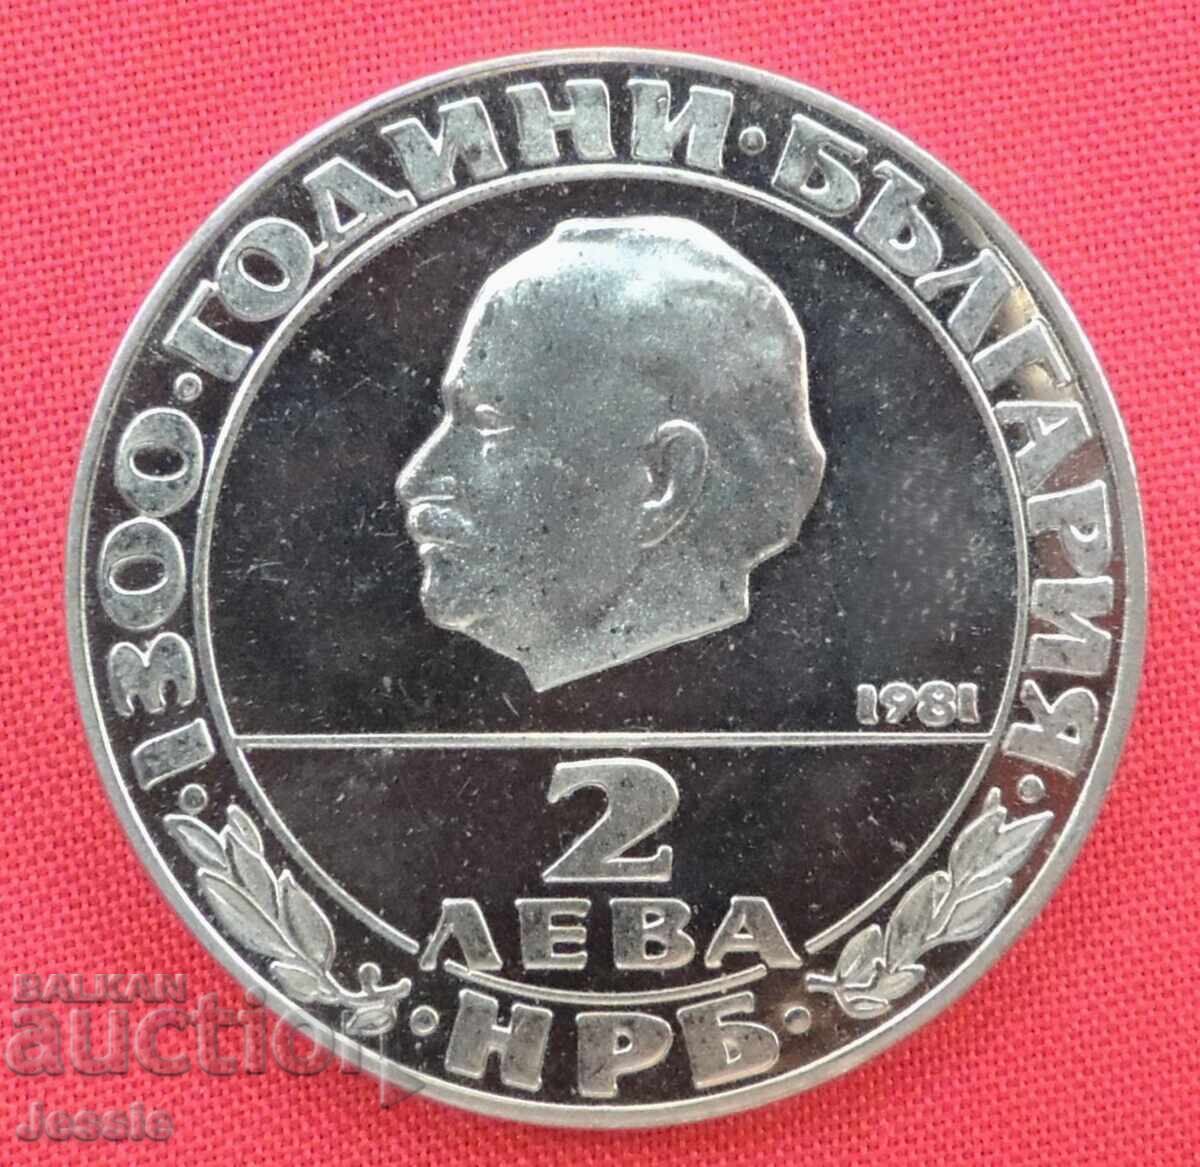 ·1300·ГОДИНИ·БЪЛГАРИЯ·
1981
2
ЛЕВА
·НРБ·
BALKAN
auction
Jessie